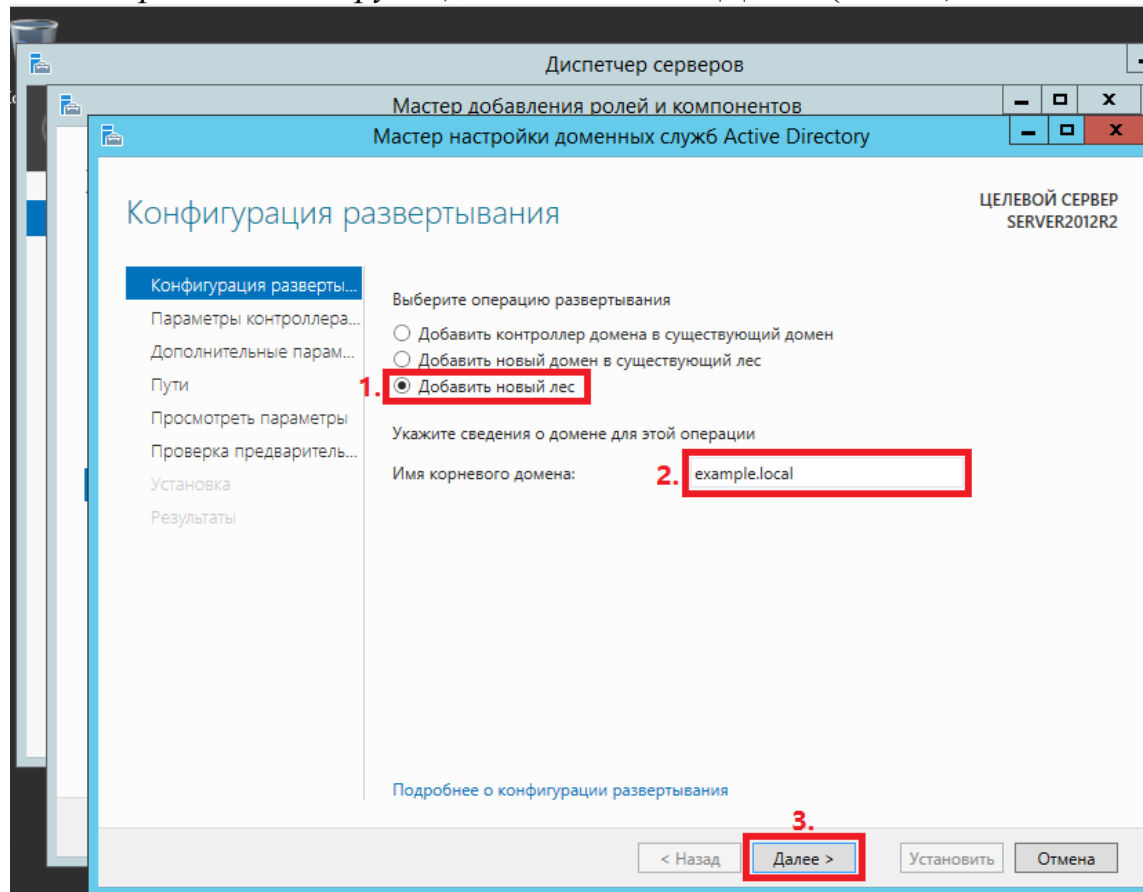 Диспетчер серверов
Мастер добавления ролей и компонентов
Мастер настройки доменных служб Active Directory
Конфигурация развертывания
ЦЕЛЕВОЙ СЕРВЕР
SERVER2012R2
Конфигурация разверты...
Параметры контроллера...
Дополнительные парам...
Пути
Просмотреть параметры
Проверка предваритель...
Установка
Результаты
Выберите операцию развертывания
Добавить контроллер домена в существующий домен
Добавить новый домен в существующий лес
1. Добавить новый лес
Укажите сведения о домене для этой операции
Имя корневого домена: 2. example.local
Подробнее о конфигурации развертывания
3.
< Назад Далее > Установить Отмена